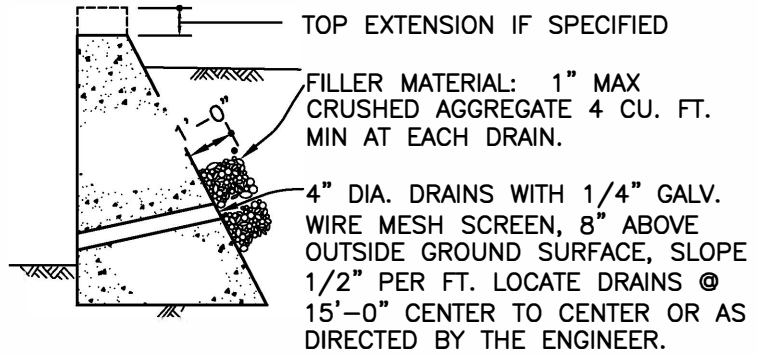 TOP EXTENSION IF SPECIFIED
FILLER MATERIAL: 1” MAX
CRUSHED AGGREGATE 4 CU. FT.
MIN AT EACH DRAIN.
1’–0”
4” DIA. DRAINS WITH 1/4” GALV.
WIRE MESH SCREEN, 8” ABOVE
OUTSIDE GROUND SURFACE, SLOPE
1/2” PER FT. LOCATE DRAINS @
15’–0” CENTER TO CENTER OR AS
DIRECTED BY THE ENGINEER.